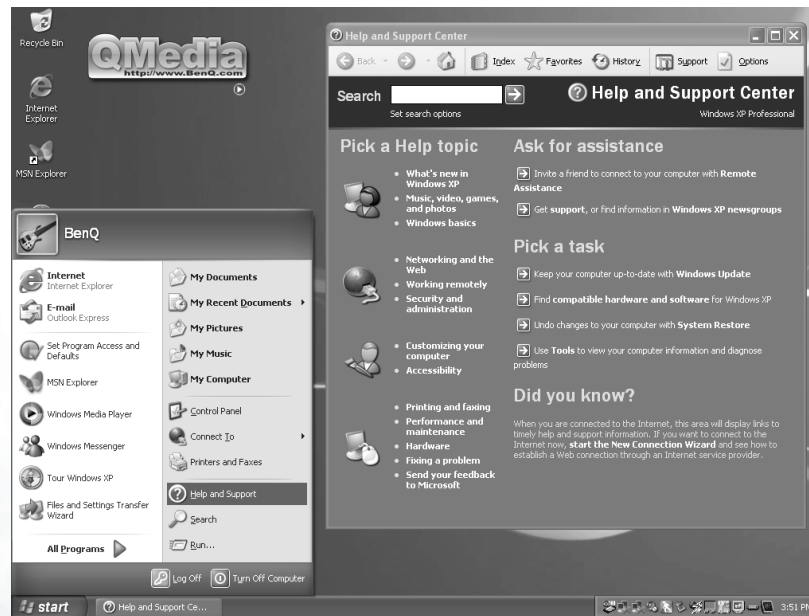 Recycle Bin
QMedia
http://www.BenQ.com
Internet
Explorer
MSN Explorer
BenQ
Internet
Internet Explorer
E-mail
Outlook Express
Set Program Access and
Defaults
MSN Explorer
Windows Media Player
Windows Messenger
Tour Windows XP
Files and Settings Transfer
Wizard
All Programs
My Documents
My Recent Documents
My Pictures
My Music
My Computer
Control Panel
Connect To
Printers and Faxes
Help and Support
Search
Run...
Log Off
Turn Off Computer
Help and Support Center
Back
Index
Favorites
History
Support
Options
Search
Set search options
Help and Support Center
Windows XP Professional
Pick a Help topic
What's new in
Windows XP
Music, video, games,
and photos
Windows basics
Networking and the
Web
Working remotely
Security and
administration
Customizing your
computer
Accessibility
Printing and faxing
Performance and
maintenance
Hardware
Fixing a problem
Send your feedback
to Microsoft
Ask for assistance
Invite a friend to connect to your computer with Remote
Assistance
Get support, or find information in Windows XP newsgroups
Pick a task
Keep your computer up-to-date with Windows Update
Find compatible hardware and software for Windows XP
Undo changes to your computer with System Restore
Use Tools to view your computer information and diagnose
problems
Did you know?
When you are connected to the Internet, this area will display links to
timely help and support information. If you want to connect to the
Internet now, start the New Connection Wizard and see how to
establish a Web connection through an Internet service provider.
start
Help and Support Ce...
3:51 PM